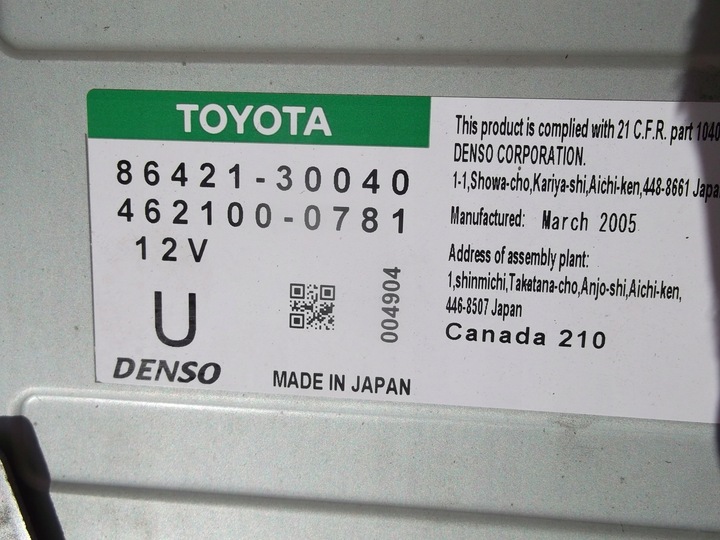 TOYOTA
86421-30040
462100-0781
12V
U
DENSO
004904
MADE IN JAPAN
This product is complied with 21 C.F.R. part 1040
DENSO CORPORATION.
1-1,Showa-cho,Kariya-shi,Aichi-ken,448-8661
Manufactured: March 2005
Address of assembly plant:
1,shinmichi,Takatana-cho,Anjo-shi,Aichi-ken,
446-8507 Japan
Canada 210